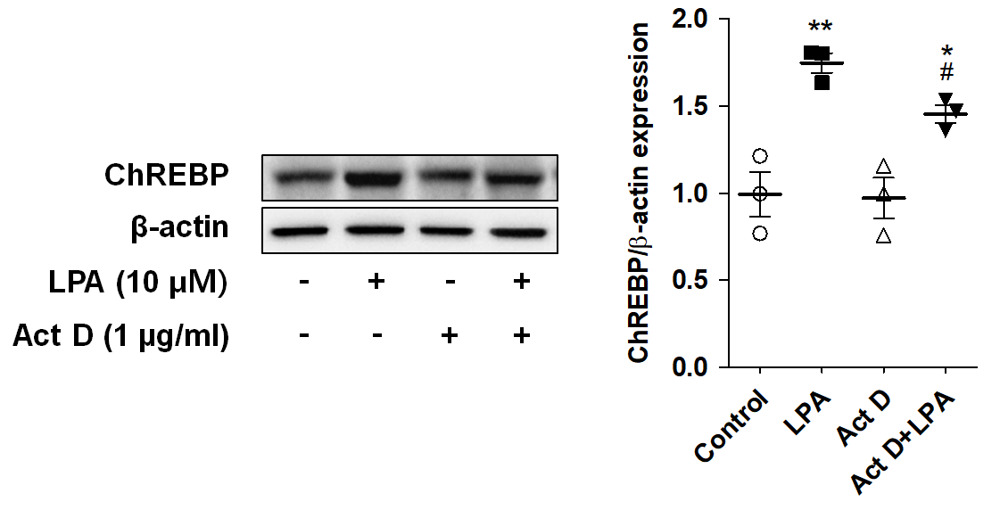 ChREBP
β-actin
LPA (10 μM) - + - +
Act D (1 μg/ml) - - + +
ChREBP/β-actin expression
2.0
1.5
1.0
0.5
0.0
**
*
#
Control
LPA
Act D
Act D+LPA